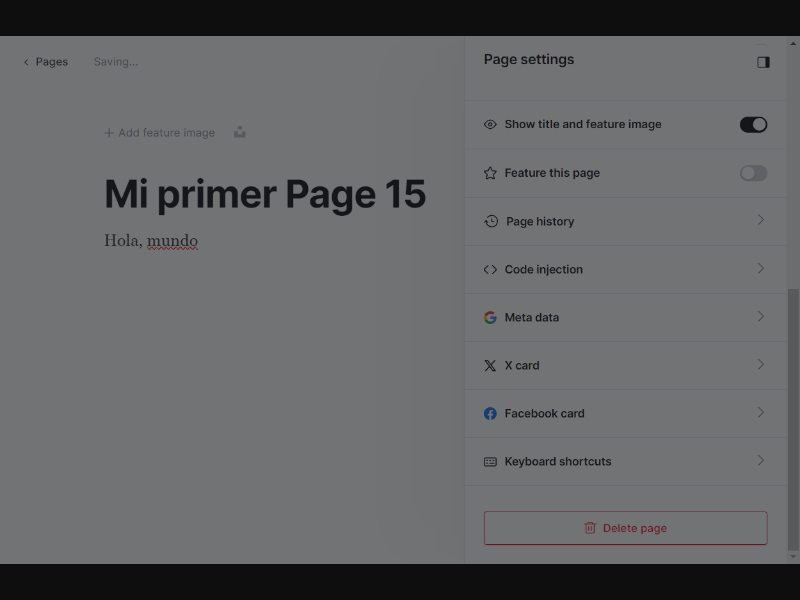 Pages
Saving...
Add feature image
Mi primer Page 15
Hola, mundo
Page settings
Show title and feature image
Feature this page
Page history
Code injection
Meta data
X card
Facebook card
Keyboard shortcuts
Delete page